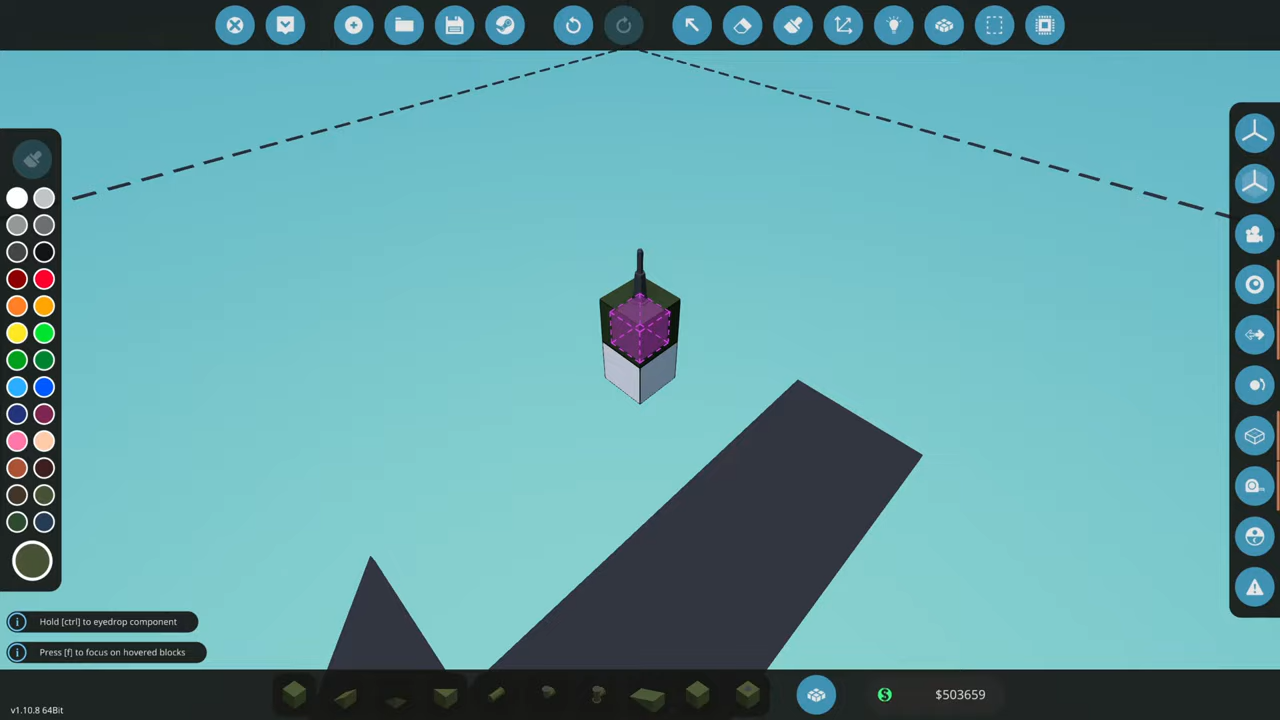 Hold [ctrl] to eyedrop component
Press [f] to focus on hovered blocks
$503659
v1.10.8 64Bit